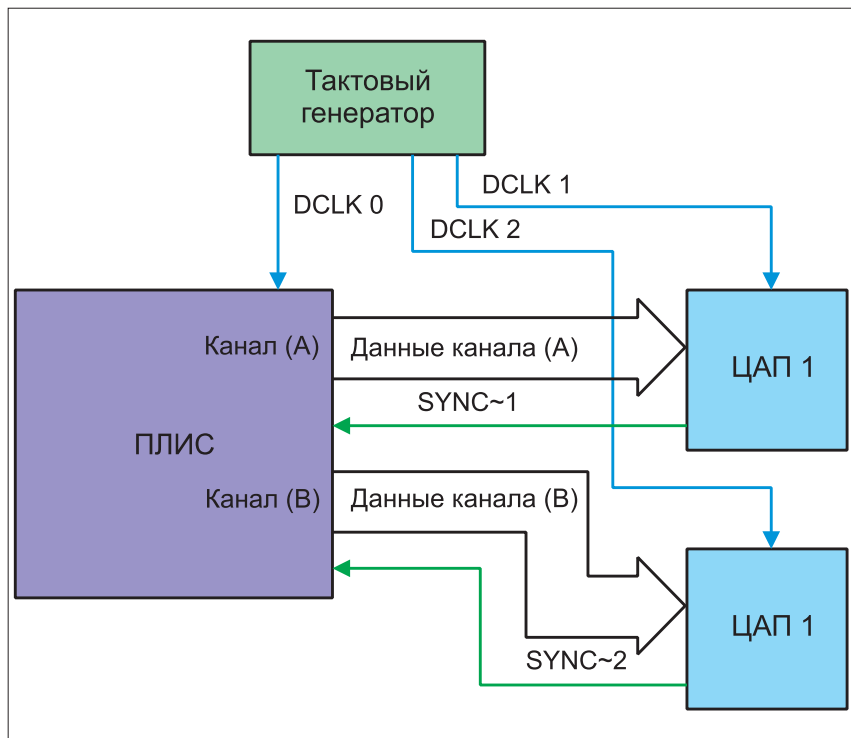 Тактовый
генератор
DCLK 1
DCLK 0
DCLK 2
Канал (A)
Данные канала (A)
ЦАП 1
SYNC~1
ПЛИС
Канал (B)
Данные канала (B)
ЦАП 1
SYNC~2